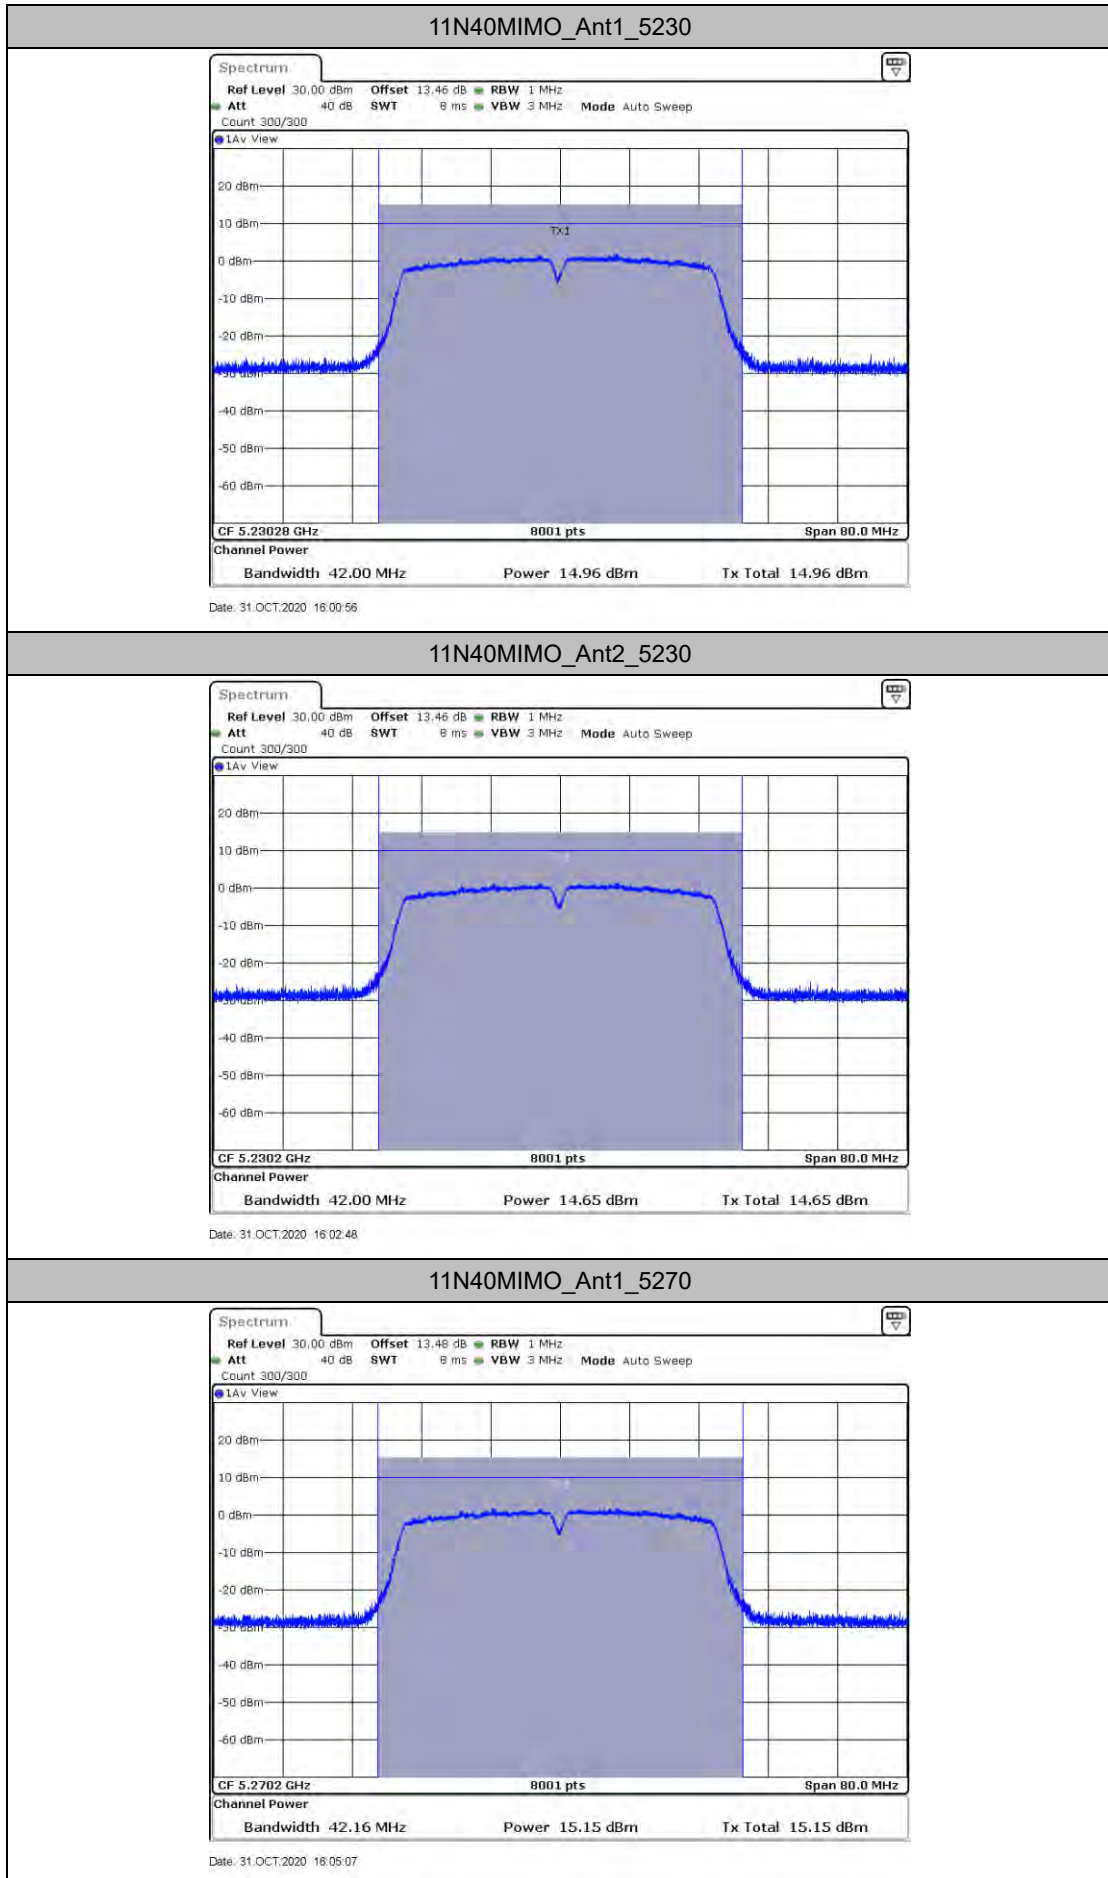 11N40MIMO_Ant1_5230
Spectrum
Ref Level 30.00 dBm Offset 13.46 dB RBW 1 MHz
Att 40 dB SWT 8 ms VBW 3 MHz Mode Auto Sweep
Count 300/300
1Av View
20 dBm
10 dBm
TX1
0 dBm
-10 dBm
-20 dBm
-30 dBm
-40 dBm
-50 dBm
-60 dBm
CF 5.23028 GHz 8001 pts Span 80.0 MHz
Channel Power
Bandwidth 42.00 MHz Power 14.96 dBm Tx Total 14.96 dBm
Date: 31.OCT.2020 16:00:56
11N40MIMO_Ant2_5230
Spectrum
Ref Level 30.00 dBm Offset 13.46 dB RBW 1 MHz
Att 40 dB SWT 8 ms VBW 3 MHz Mode Auto Sweep
Count 300/300
1Av View
20 dBm
10 dBm
0 dBm
-10 dBm
-20 dBm
-30 dBm
-40 dBm
-50 dBm
-60 dBm
CF 5.2302 GHz 8001 pts Span 80.0 MHz
Channel Power
Bandwidth 42.00 MHz Power 14.65 dBm Tx Total 14.65 dBm
Date: 31.OCT.2020 16:02:48
11N40MIMO_Ant1_5270
Spectrum
Ref Level 30.00 dBm Offset 13.48 dB RBW 1 MHz
Att 40 dB SWT 8 ms VBW 3 MHz Mode Auto Sweep
Count 300/300
1Av View
20 dBm
10 dBm
0 dBm
-10 dBm
-20 dBm
-30 dBm
-40 dBm
-50 dBm
-60 dBm
CF 5.2702 GHz 8001 pts Span 80.0 MHz
Channel Power
Bandwidth 42.16 MHz Power 15.15 dBm Tx Total 15.15 dBm
Date: 31.OCT.2020 16:05:07